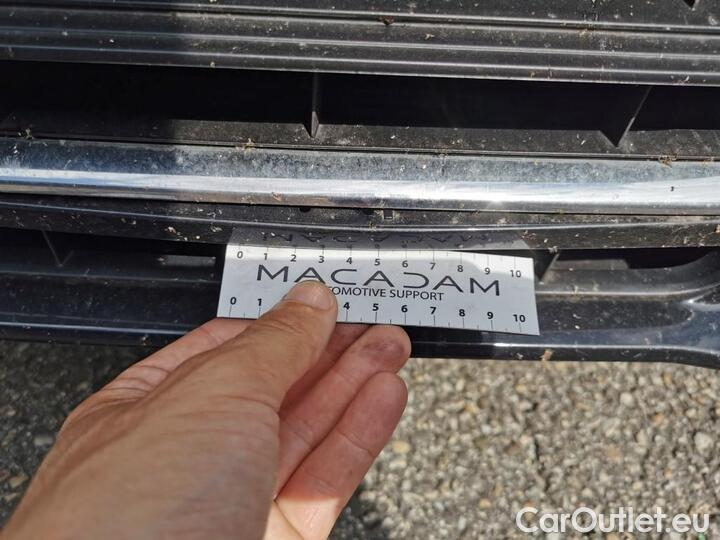 0 1 2 3 4 5 6 7 8 9 10
MACADAM
TOMOTIVE SUPPORT
0 1 4 5 6 7 8 9 10
CarOutlet.eu